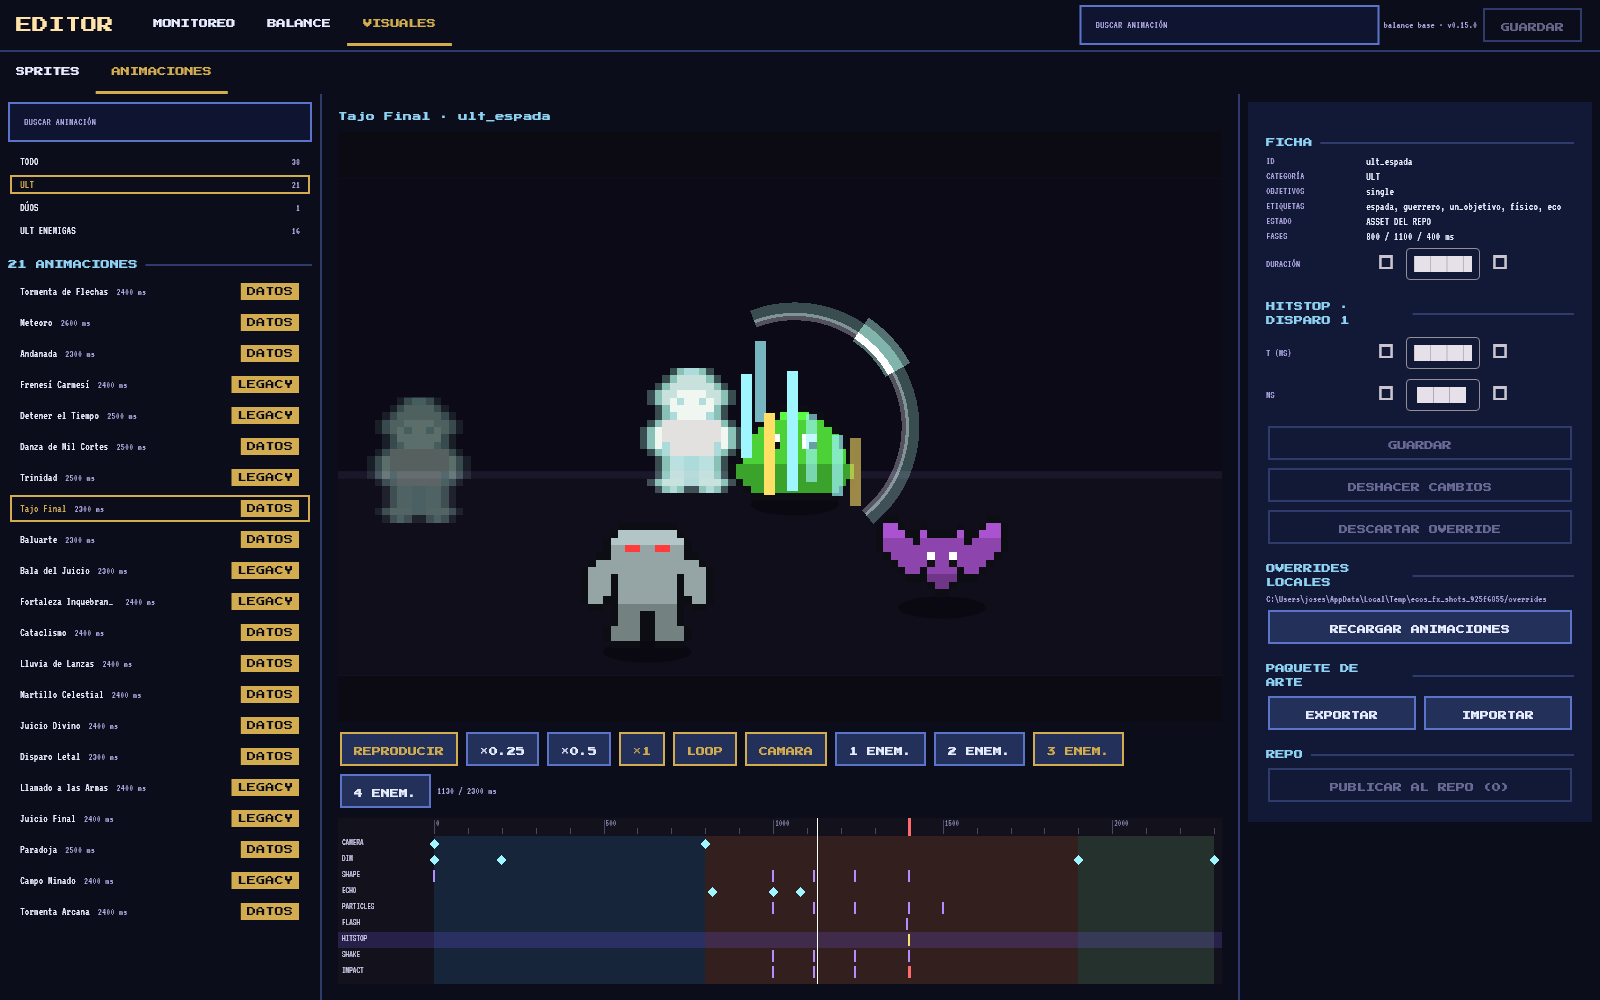 EDITOR MONITOREO BALANCE VISUALES BUSCAR ANIMACIÓN balance base · v0.15.0 GUARDAR
SPRITES ANIMACIONES
BUSCAR ANIMACIÓN
TODO 38
ULT 21
DÚOS 1
ULT ENEMIGAS 16
21 ANIMACIONES
Tormenta de Flechas 2400 ms DATOS
Meteoro 2600 ms DATOS
Andanada 2300 ms DATOS
Frenesí Carmesí 2400 ms LEGACY
Detener el Tiempo 2500 ms LEGACY
Danza de Mil Cortes 2500 ms DATOS
Trinidad 2500 ms LEGACY
Tajo Final 2300 ms DATOS
Baluarte 2300 ms DATOS
Bala del Juicio 2300 ms LEGACY
Fortaleza Inquebran… 2400 ms LEGACY
Cataclismo 2400 ms DATOS
Lluvia de Lanzas 2400 ms DATOS
Martillo Celestial 2400 ms DATOS
Juicio Divino 2400 ms DATOS
Disparo Letal 2300 ms DATOS
Llamado a las Armas 2400 ms LEGACY
Juicio Final 2400 ms LEGACY
Paradoja 2500 ms DATOS
Campo Minado 2400 ms LEGACY
Tormenta Arcana 2400 ms DATOS
Tajo Final · ult_espada
REPRODUCIR ×0.25 ×0.5 ×1 LOOP CAMARA 1 ENEM. 2 ENEM. 3 ENEM.
4 ENEM. 1130 / 2300 ms
0 500 1000 1500 2000
CAMERA
DIM
SHAPE
ECHO
PARTICLES
FLASH
HITSTOP
SHAKE
IMPACT
FICHA
ID ult_espada
CATEGORÍA ULT
OBJETIVOS single
ETIQUETAS espada, guerrero, un_objetivo, físico, eco
ESTADO ASSET DEL REPO
FASES 800 / 1100 / 400 ms
DURACIÓN
HITSTOP ·
DISPARO 1
T (MS)
MS
GUARDAR
DESHACER CAMBIOS
DESCARTAR OVERRIDE
OVERRIDES
LOCALES
C:\Users\joses\AppData\Local\Temp\ecos_fx_shots_925f6855/overrides
RECARGAR ANIMACIONES
PAQUETE DE
ARTE
EXPORTAR IMPORTAR
REPO
PUBLICAR AL REPO (0)